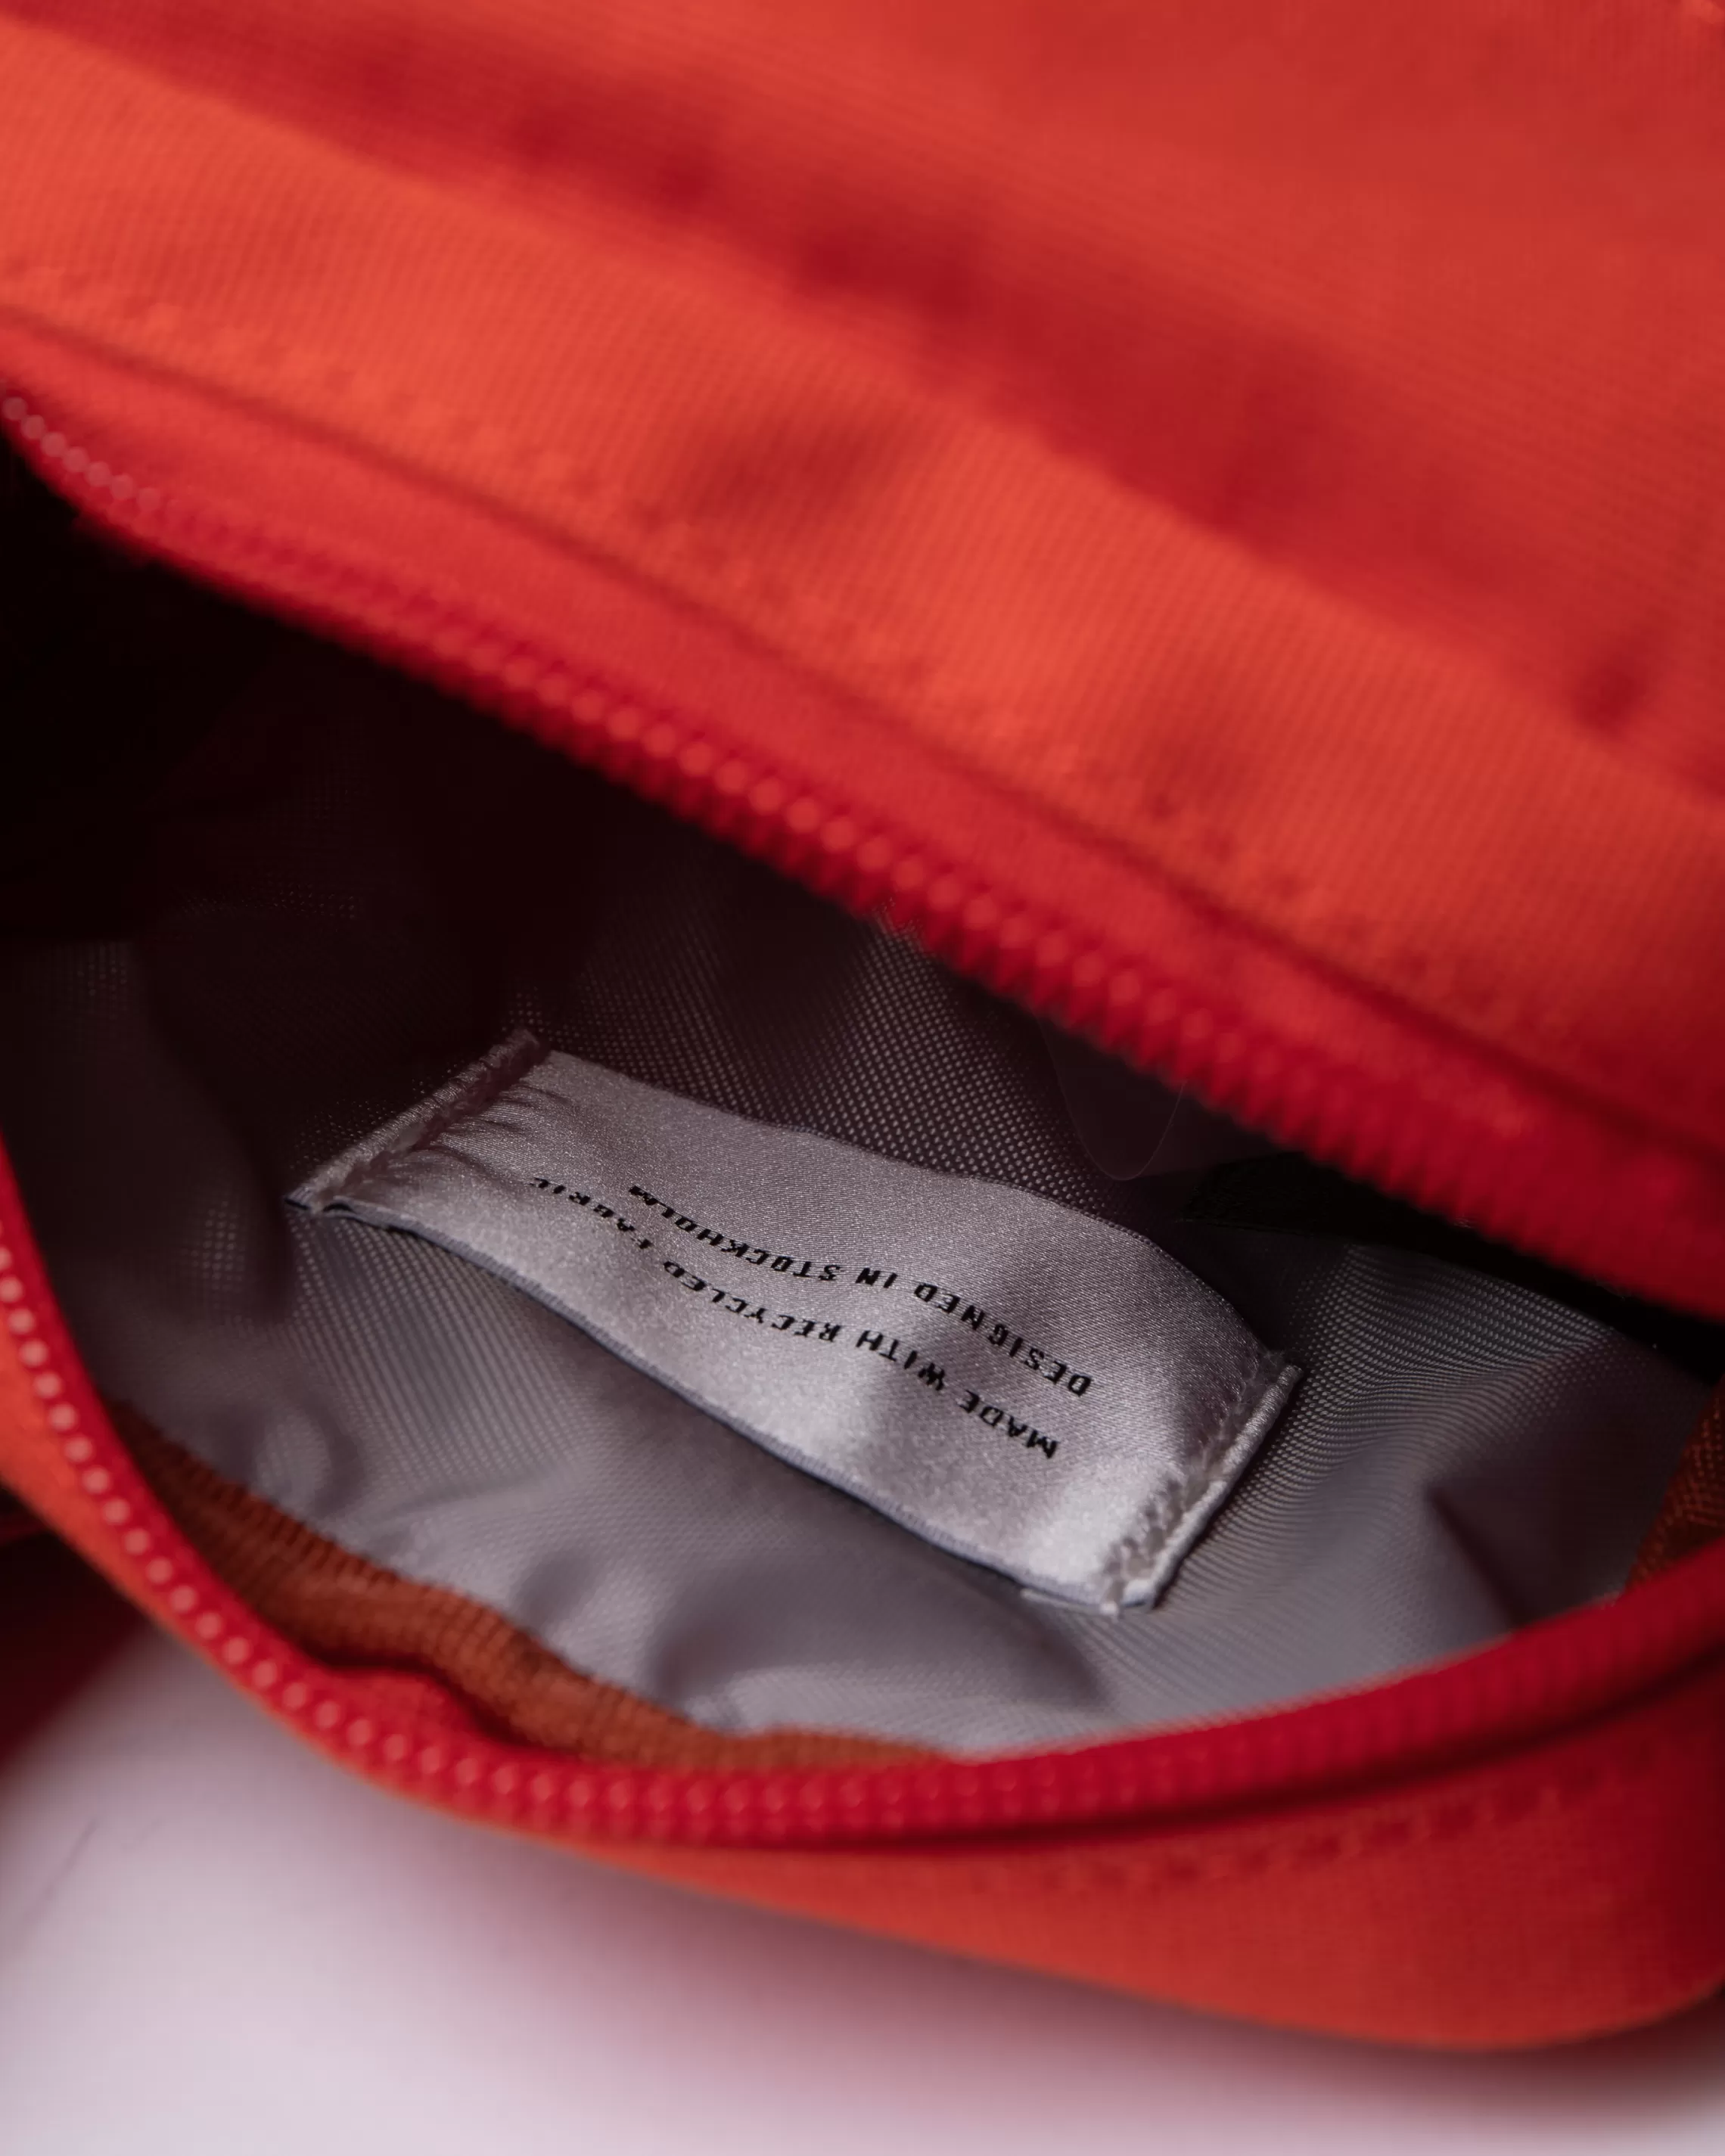 DESIGNED IN STOCKHOLM
MADE WITH RECYCLED FABRIC